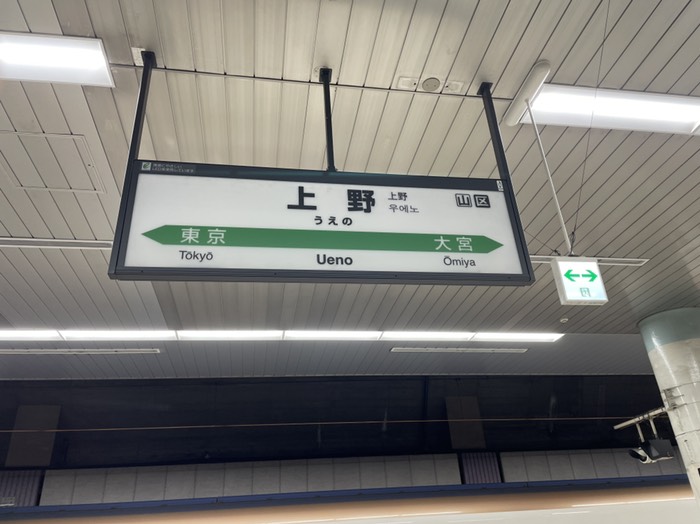 上野
うえの
上野
우에노
山 区
東京
Tōkyō
Ueno
大宮
Ōmiya